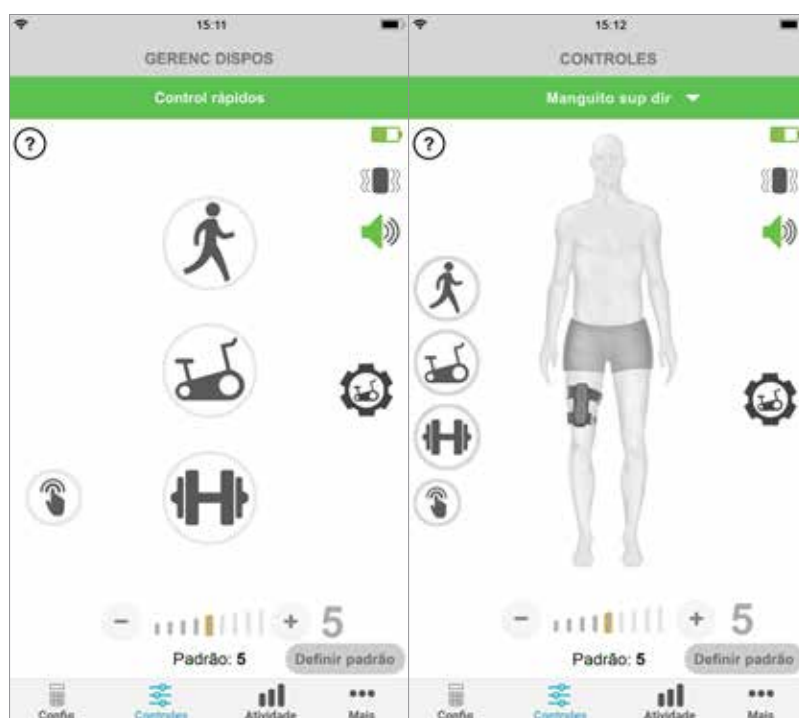 15:11
GERENC DISPOS
Control rápidos
?
− + 5
Padrão: 5 Definir padrão
Config Controles Atividade Mais
15:12
CONTROLES
Manguito sup dir
?
− + 5
Padrão: 5 Definir padrão
Config Controles Atividade Mais